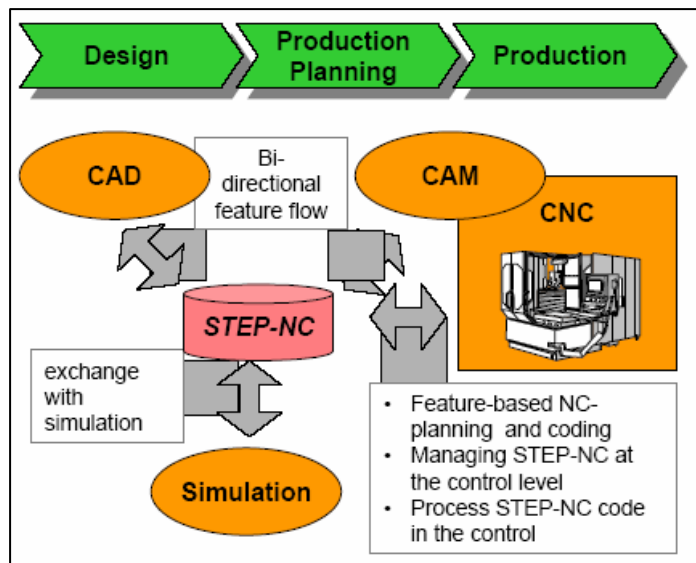 Design
Production
Planning
Production
CAD
Bi-
directional
feature flow
CAM
CNC
STEP-NC
exchange
with
simulation
Simulation
• Feature-based NC-
planning and coding
• Managing STEP-NC at
the control level
• Process STEP-NC code
in the control